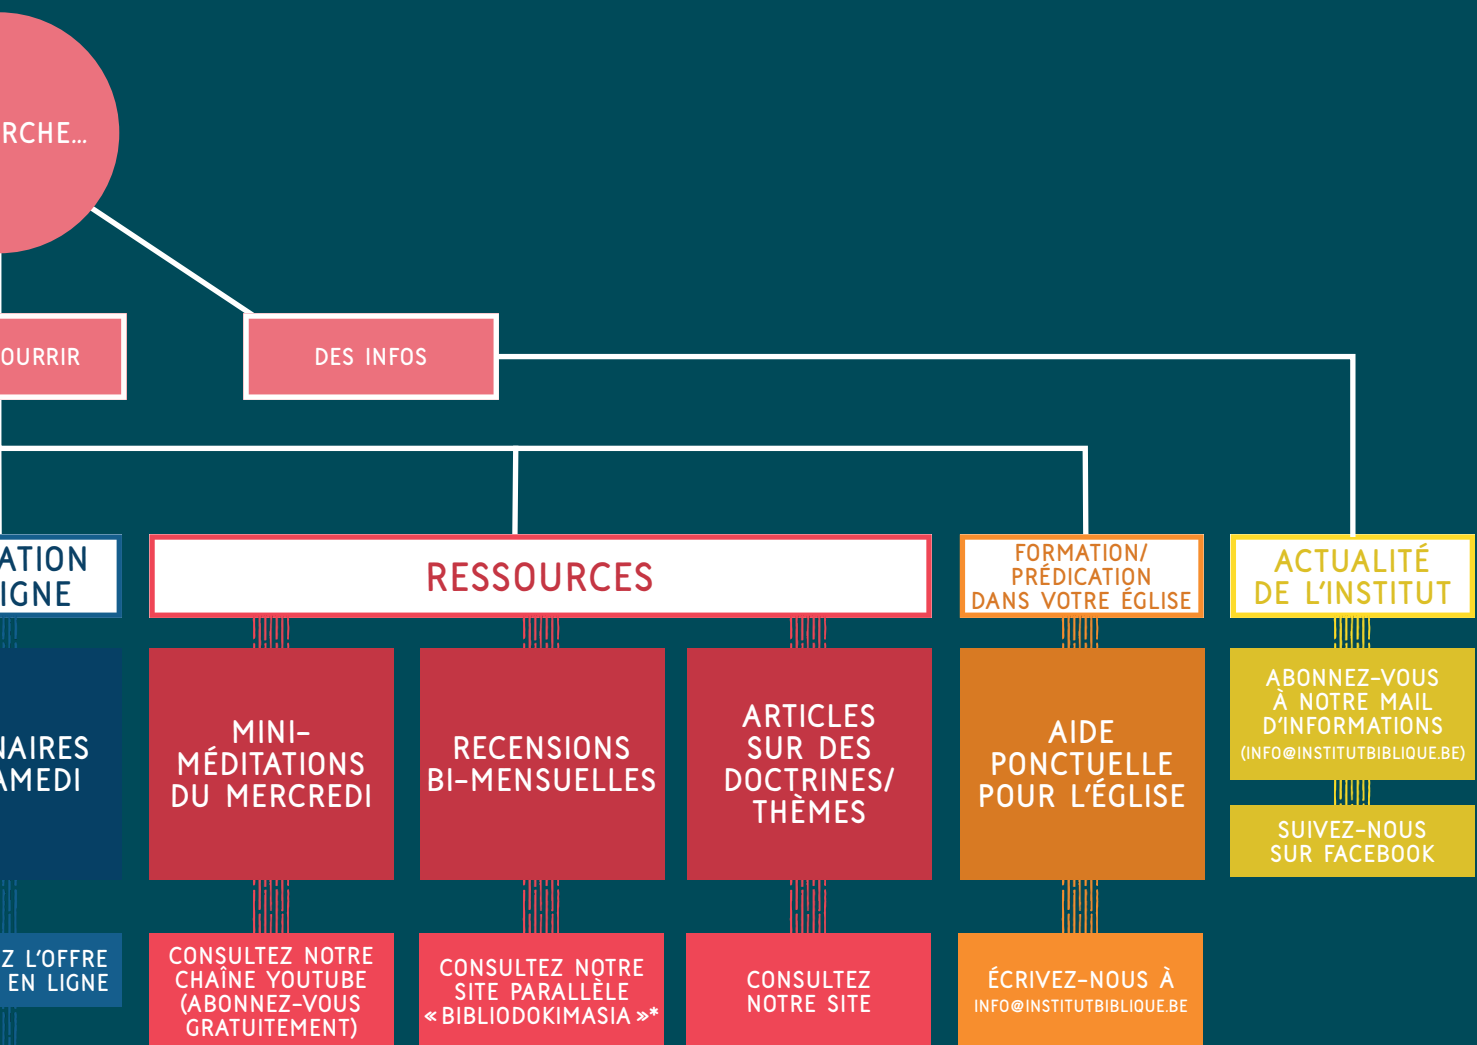 RCHE...
OURRIR
DES INFOS
ATION
IGNE
RESSOURCES
FORMATION/
PRÉDICATION
DANS VOTRE ÉGLISE
ACTUALITÉ
DE L'INSTITUT
NAIRES
AMEDI
MINI-
MÉDITATIONS
DU MERCREDI
RECENSIONS
BI-MENSUELLES
ARTICLES
SUR DES
DOCTRINES/
THÈMES
AIDE
PONCTUELLE
POUR L'ÉGLISE
ABONNEZ-VOUS
À NOTRE MAIL
D'INFORMATIONS
(INFO@INSTITUTBIBLIQUE.BE)
SUIVEZ-NOUS
SUR FACEBOOK
Z L'OFFRE
EN LIGNE
CONSULTEZ NOTRE
CHAÎNE YOUTUBE
(ABONNEZ-VOUS
GRATUITEMENT)
CONSULTEZ NOTRE
SITE PARALLÈLE
« BIBLIODOKIMASIA »*
CONSULTEZ
NOTRE SITE
ÉCRIVEZ-NOUS À
INFO@INSTITUTBIBLIQUE.BE